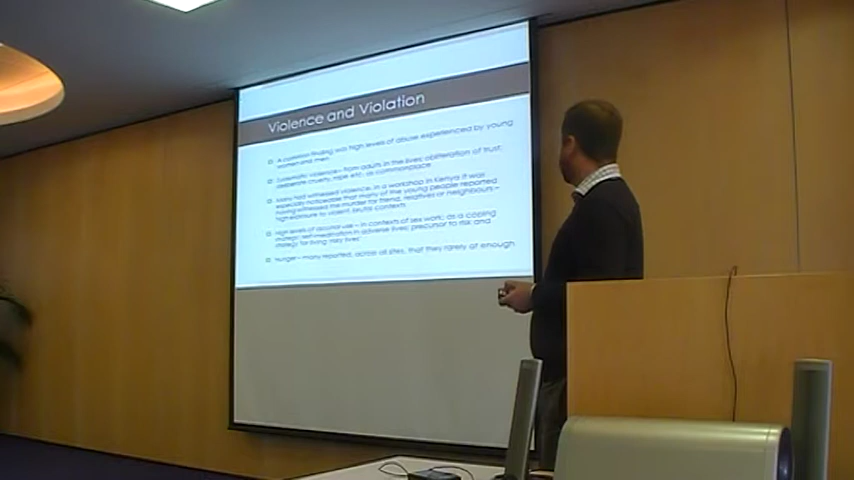 Violence and Violation
A common finding was high levels of abuse experienced by young
women and men
Systematic violence – from adults in the lives; obliteration of trust;
deliberate cruelty, rape etc. as commonplace
Many had witnessed violence, in a workshop in Kenya it was
especially noticeable that many of the young people reported
having witnessed the murder for friend, relatives or neighbours –
high exposure to violent, brutal contexts
High levels of alcohol use – in contexts of sex work; as a coping
strategy; self-medication in adverse lives; precursor to risk and
strategy for living 'risky lives'
Hunger – many reported, across all sites, that they rarely at enough